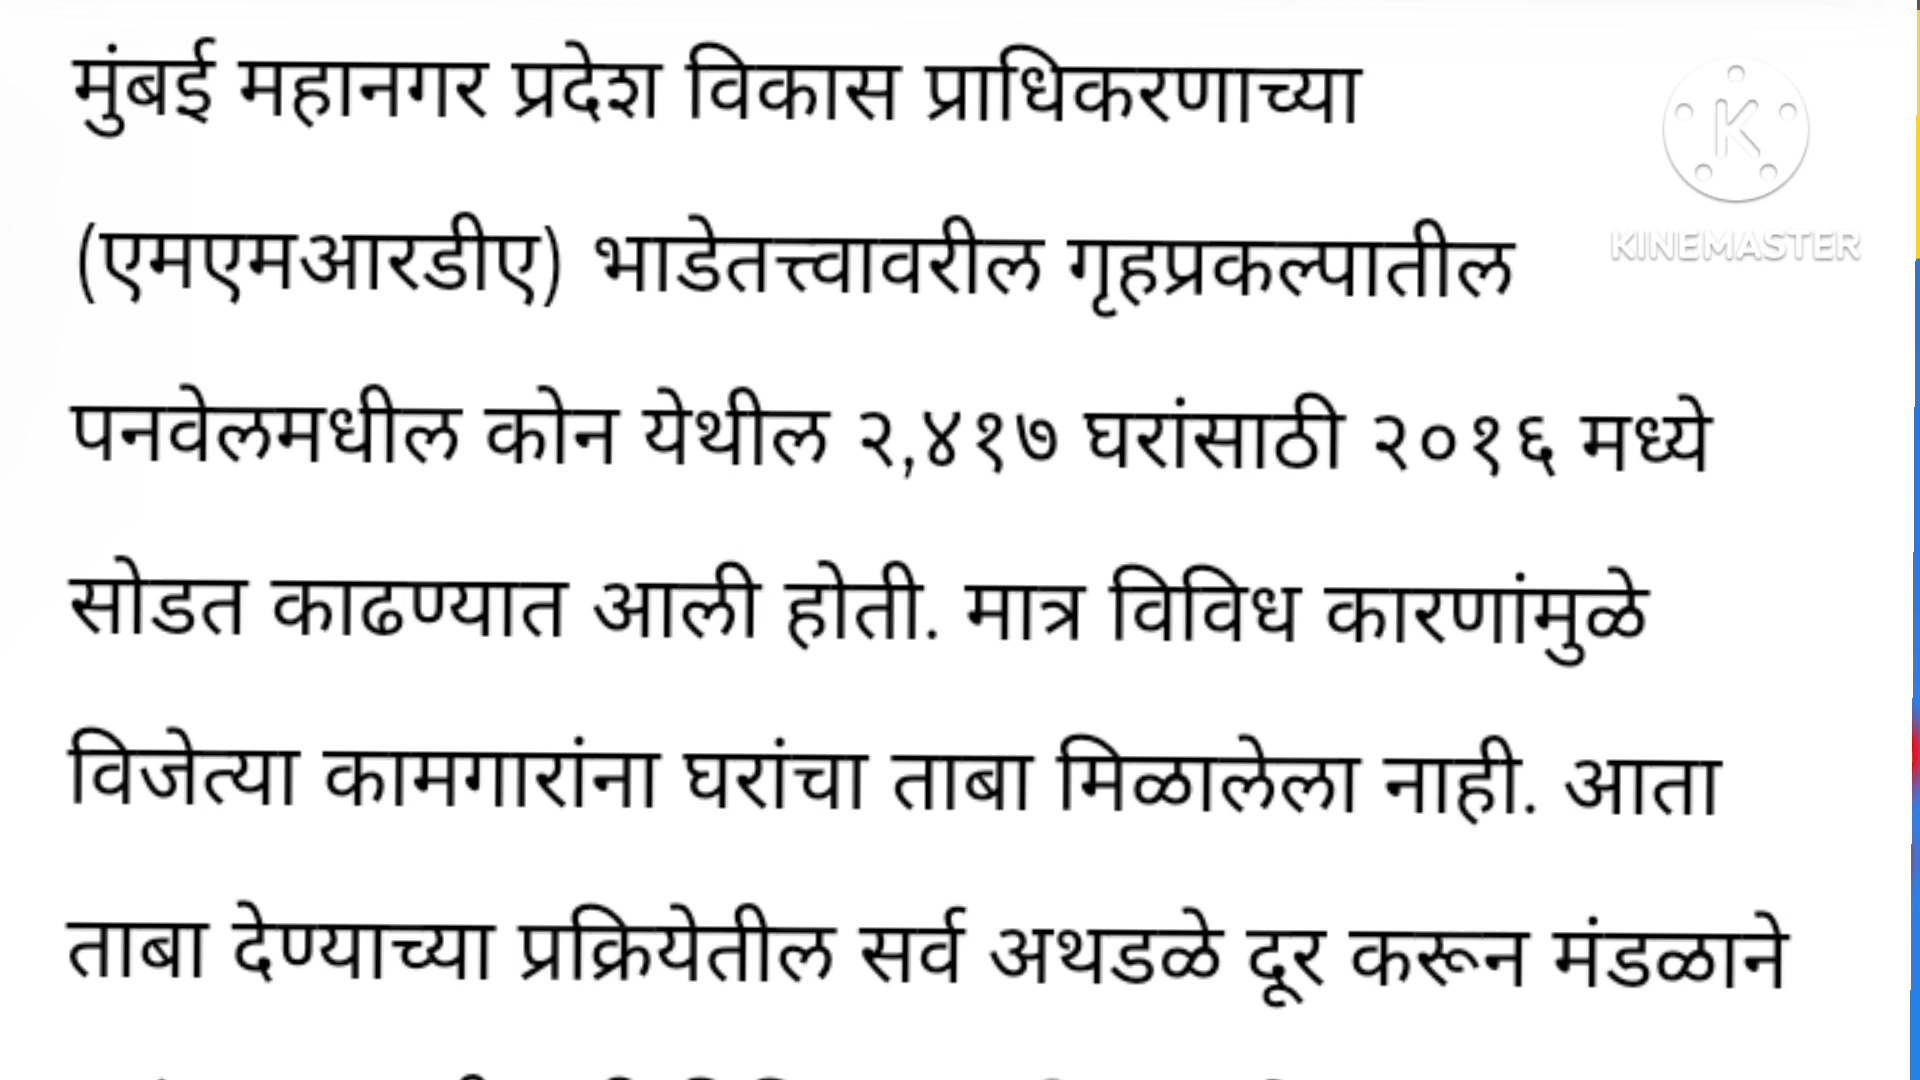 मुंबई महानगर प्रदेश विकास प्राधिकरणाच्या
(एमएमआरडीए) भाडेतत्त्वावरील गृहप्रकल्पातील
पनवेलमधील कोन येथील २,४१७ घरांसाठी २०१६ मध्ये
सोडत काढण्यात आली होती. मात्र विविध कारणांमुळे
विजेत्या कामगारांना घरांचा ताबा मिळालेला नाही. आता
ताबा देण्याच्या प्रक्रियेतील सर्व अथडळे दूर करून मंडळाने
KINEMASTER